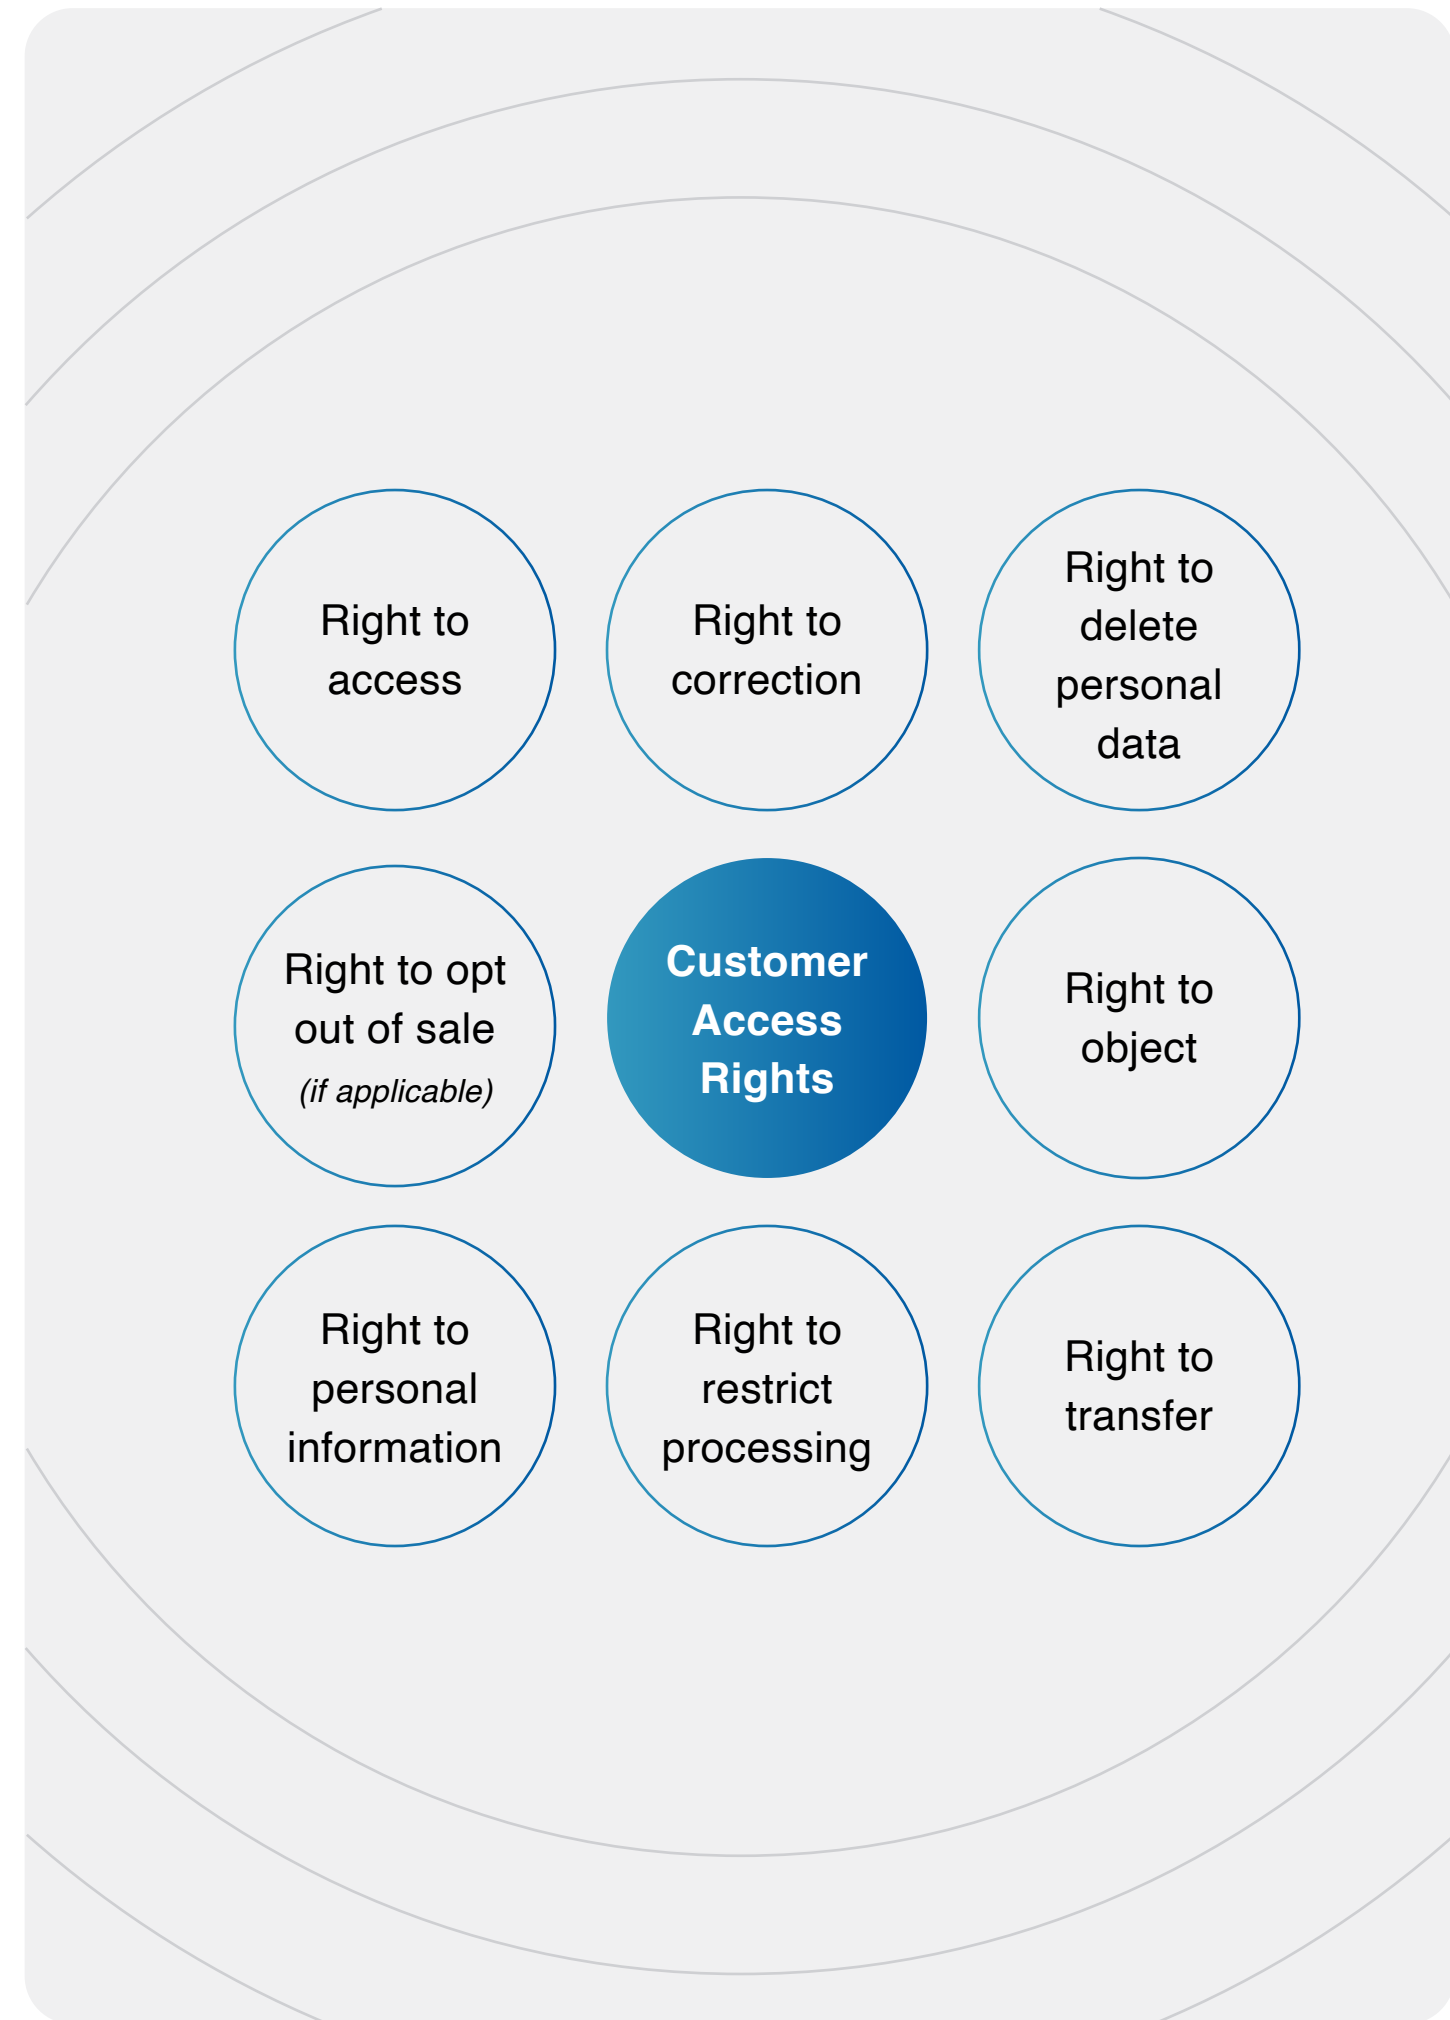 Right to
access
Right to
correction
Right to
delete
personal
data
Right to opt
out of sale
(if applicable)
Customer
Access
Rights
Right to
object
Right to
personal
information
Right to
restrict
processing
Right to
transfer